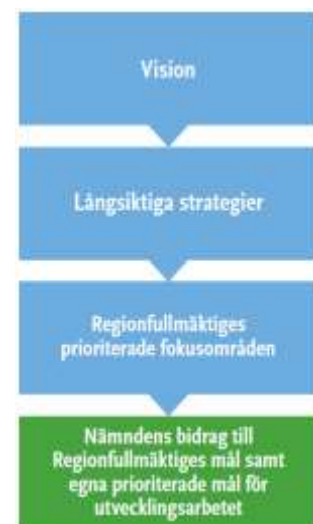 Vision
Långsiktiga strategier
Regionfullmäktiges
prioriterade fokusområden
Nämndens bidrag till
Regionfullmäktiges mål samt
egna prioriterade mål för
utvecklingsarbetet